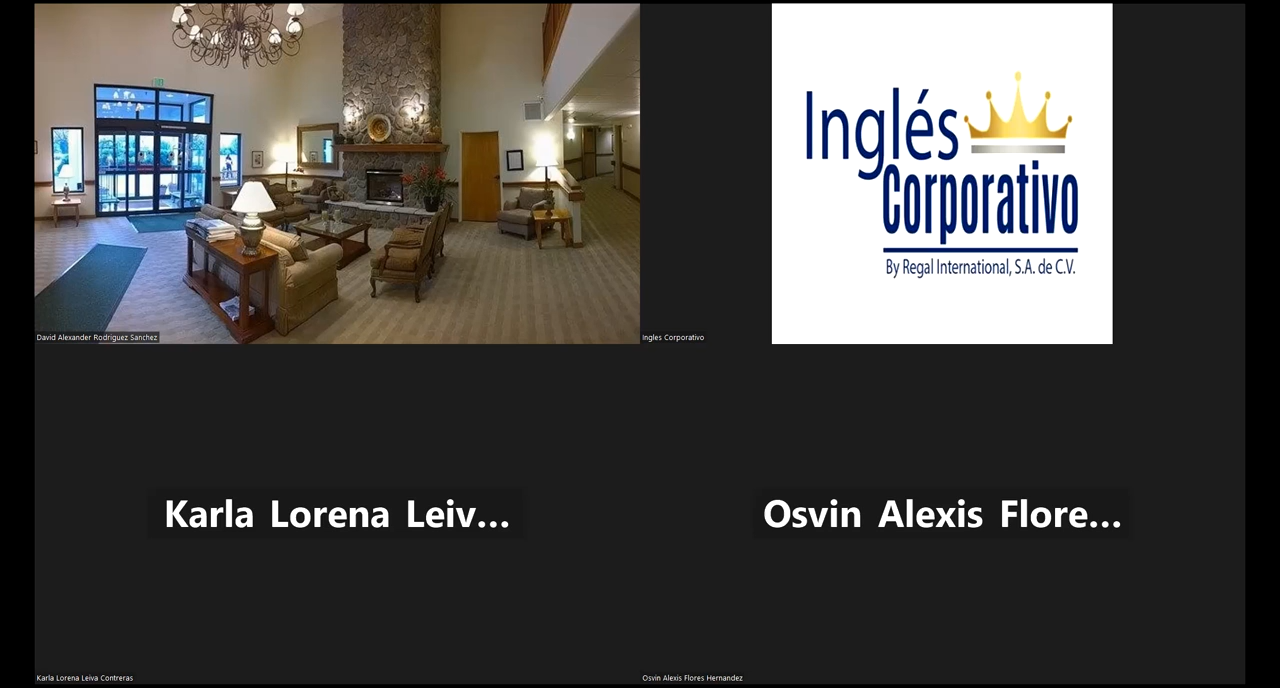 Inglés
Corporativo
By Regal International, S.A. de C.V.
David Alexander Rodriguez Sanchez
Ingles Corporativo
Karla Lorena Leiv...
Osvin Alexis Flore...
Karla Lorena Leiva Contreras
Osvin Alexis Flores Hernandez